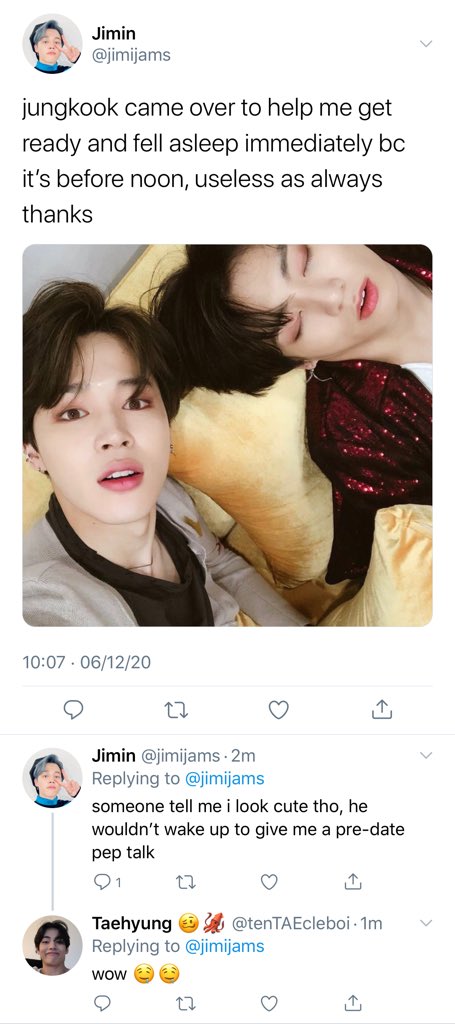 Jimin
@jimijams
jungkook came over to help me get
ready and fell asleep immediately bc
it’s before noon, useless as always
thanks
10:07 · 06/12/20
Jimin @jimijams · 2m
Replying to @jimijams
someone tell me i look cute tho, he
wouldn’t wake up to give me a pre-date
pep talk
1
Taehyung 🥴🦑 @tenTAEcleboi · 1m
Replying to @jimijams
wow 🤤🤤